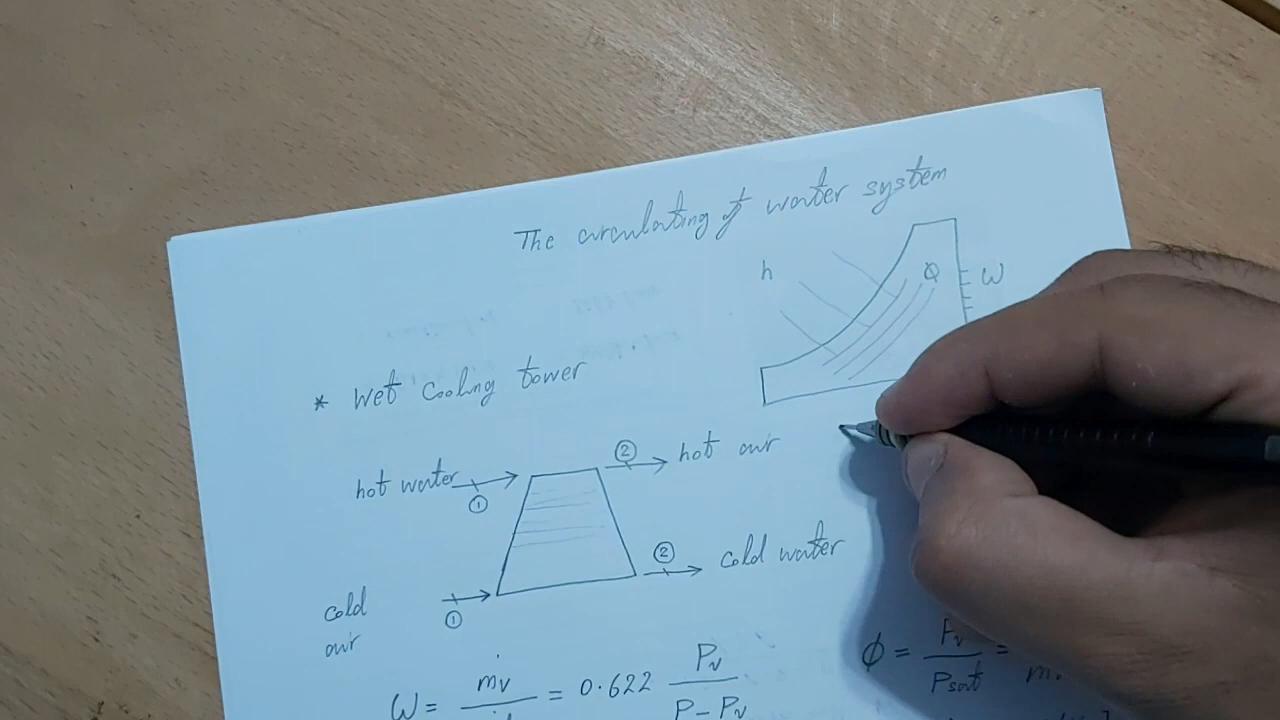 The circulating of water system
h
Φ
ω
* Wet Cooling tower
hot water
①
② hot air
② cold water
cold
air
①
ω = ṁv / = 0.622 Pv / P - Pv
ϕ = Pv / Psat =